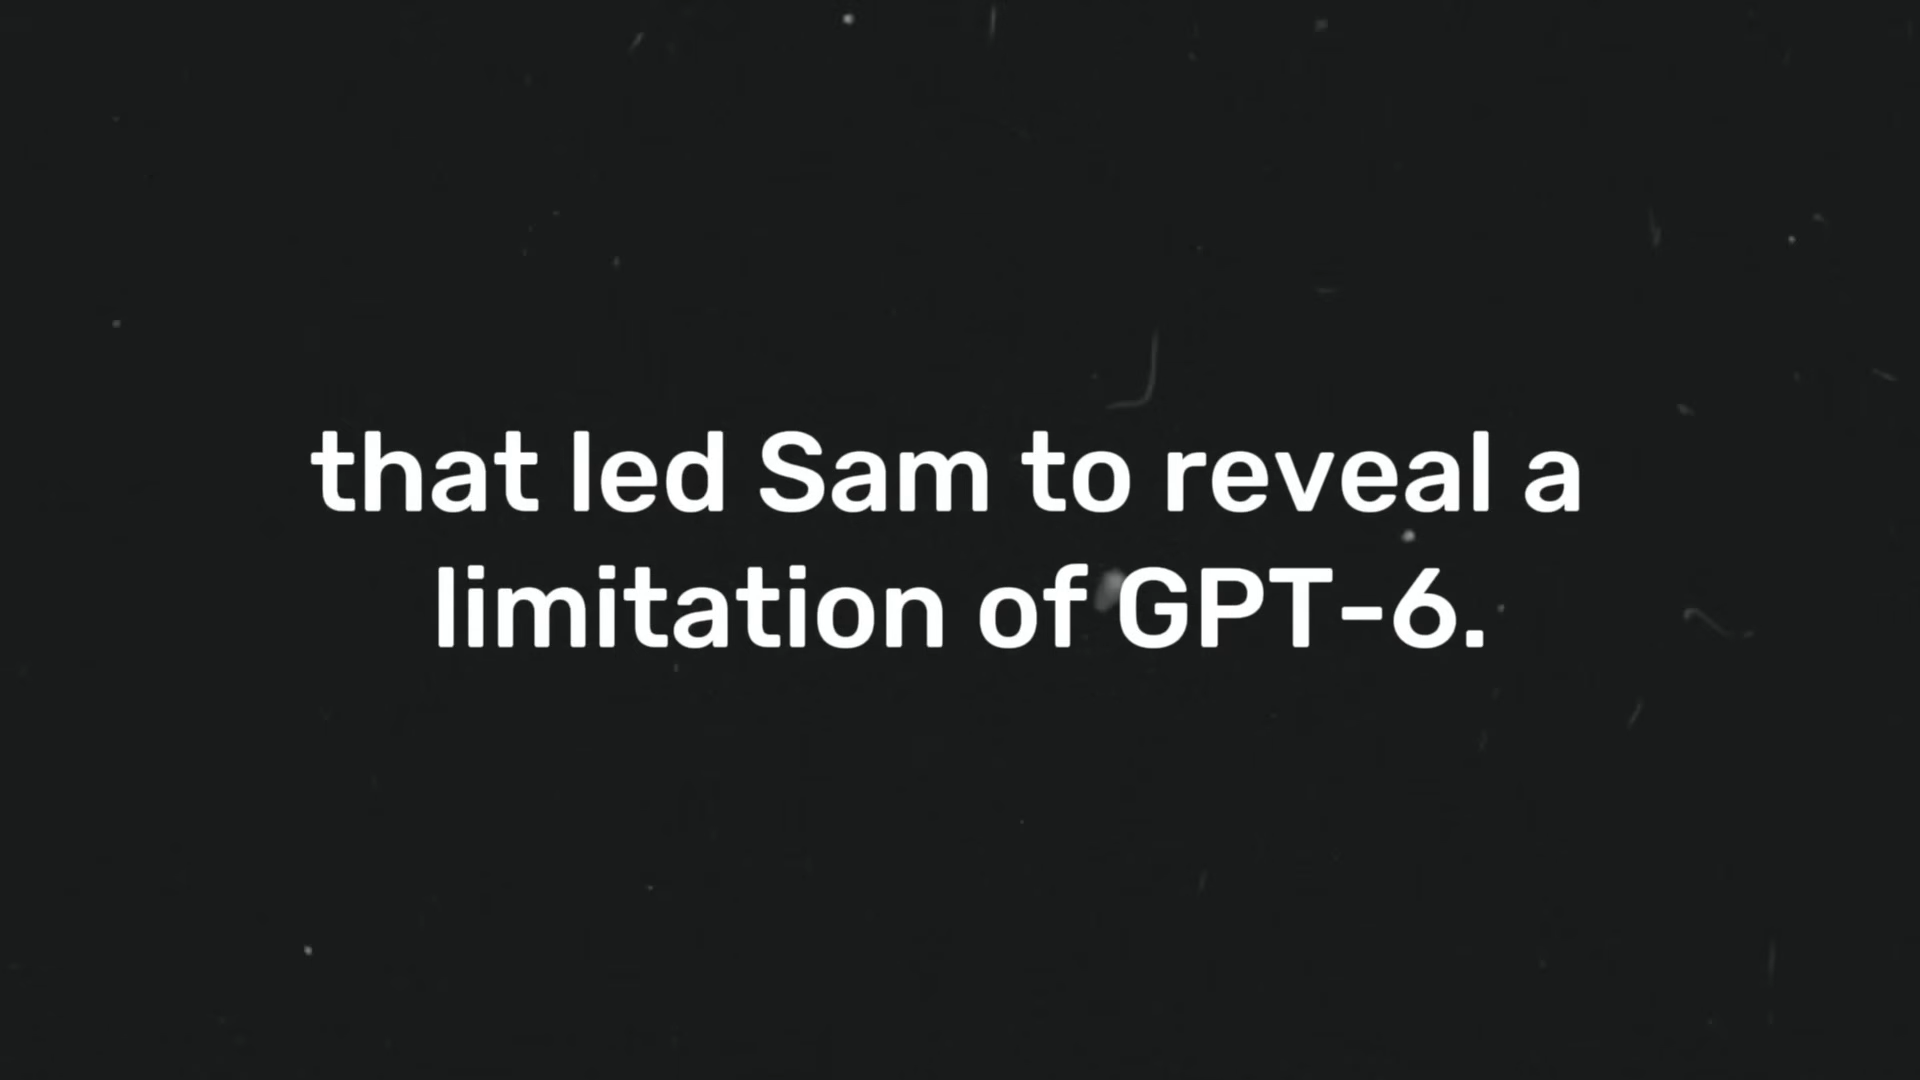 that led Sam to reveal a
limitation of GPT-6.